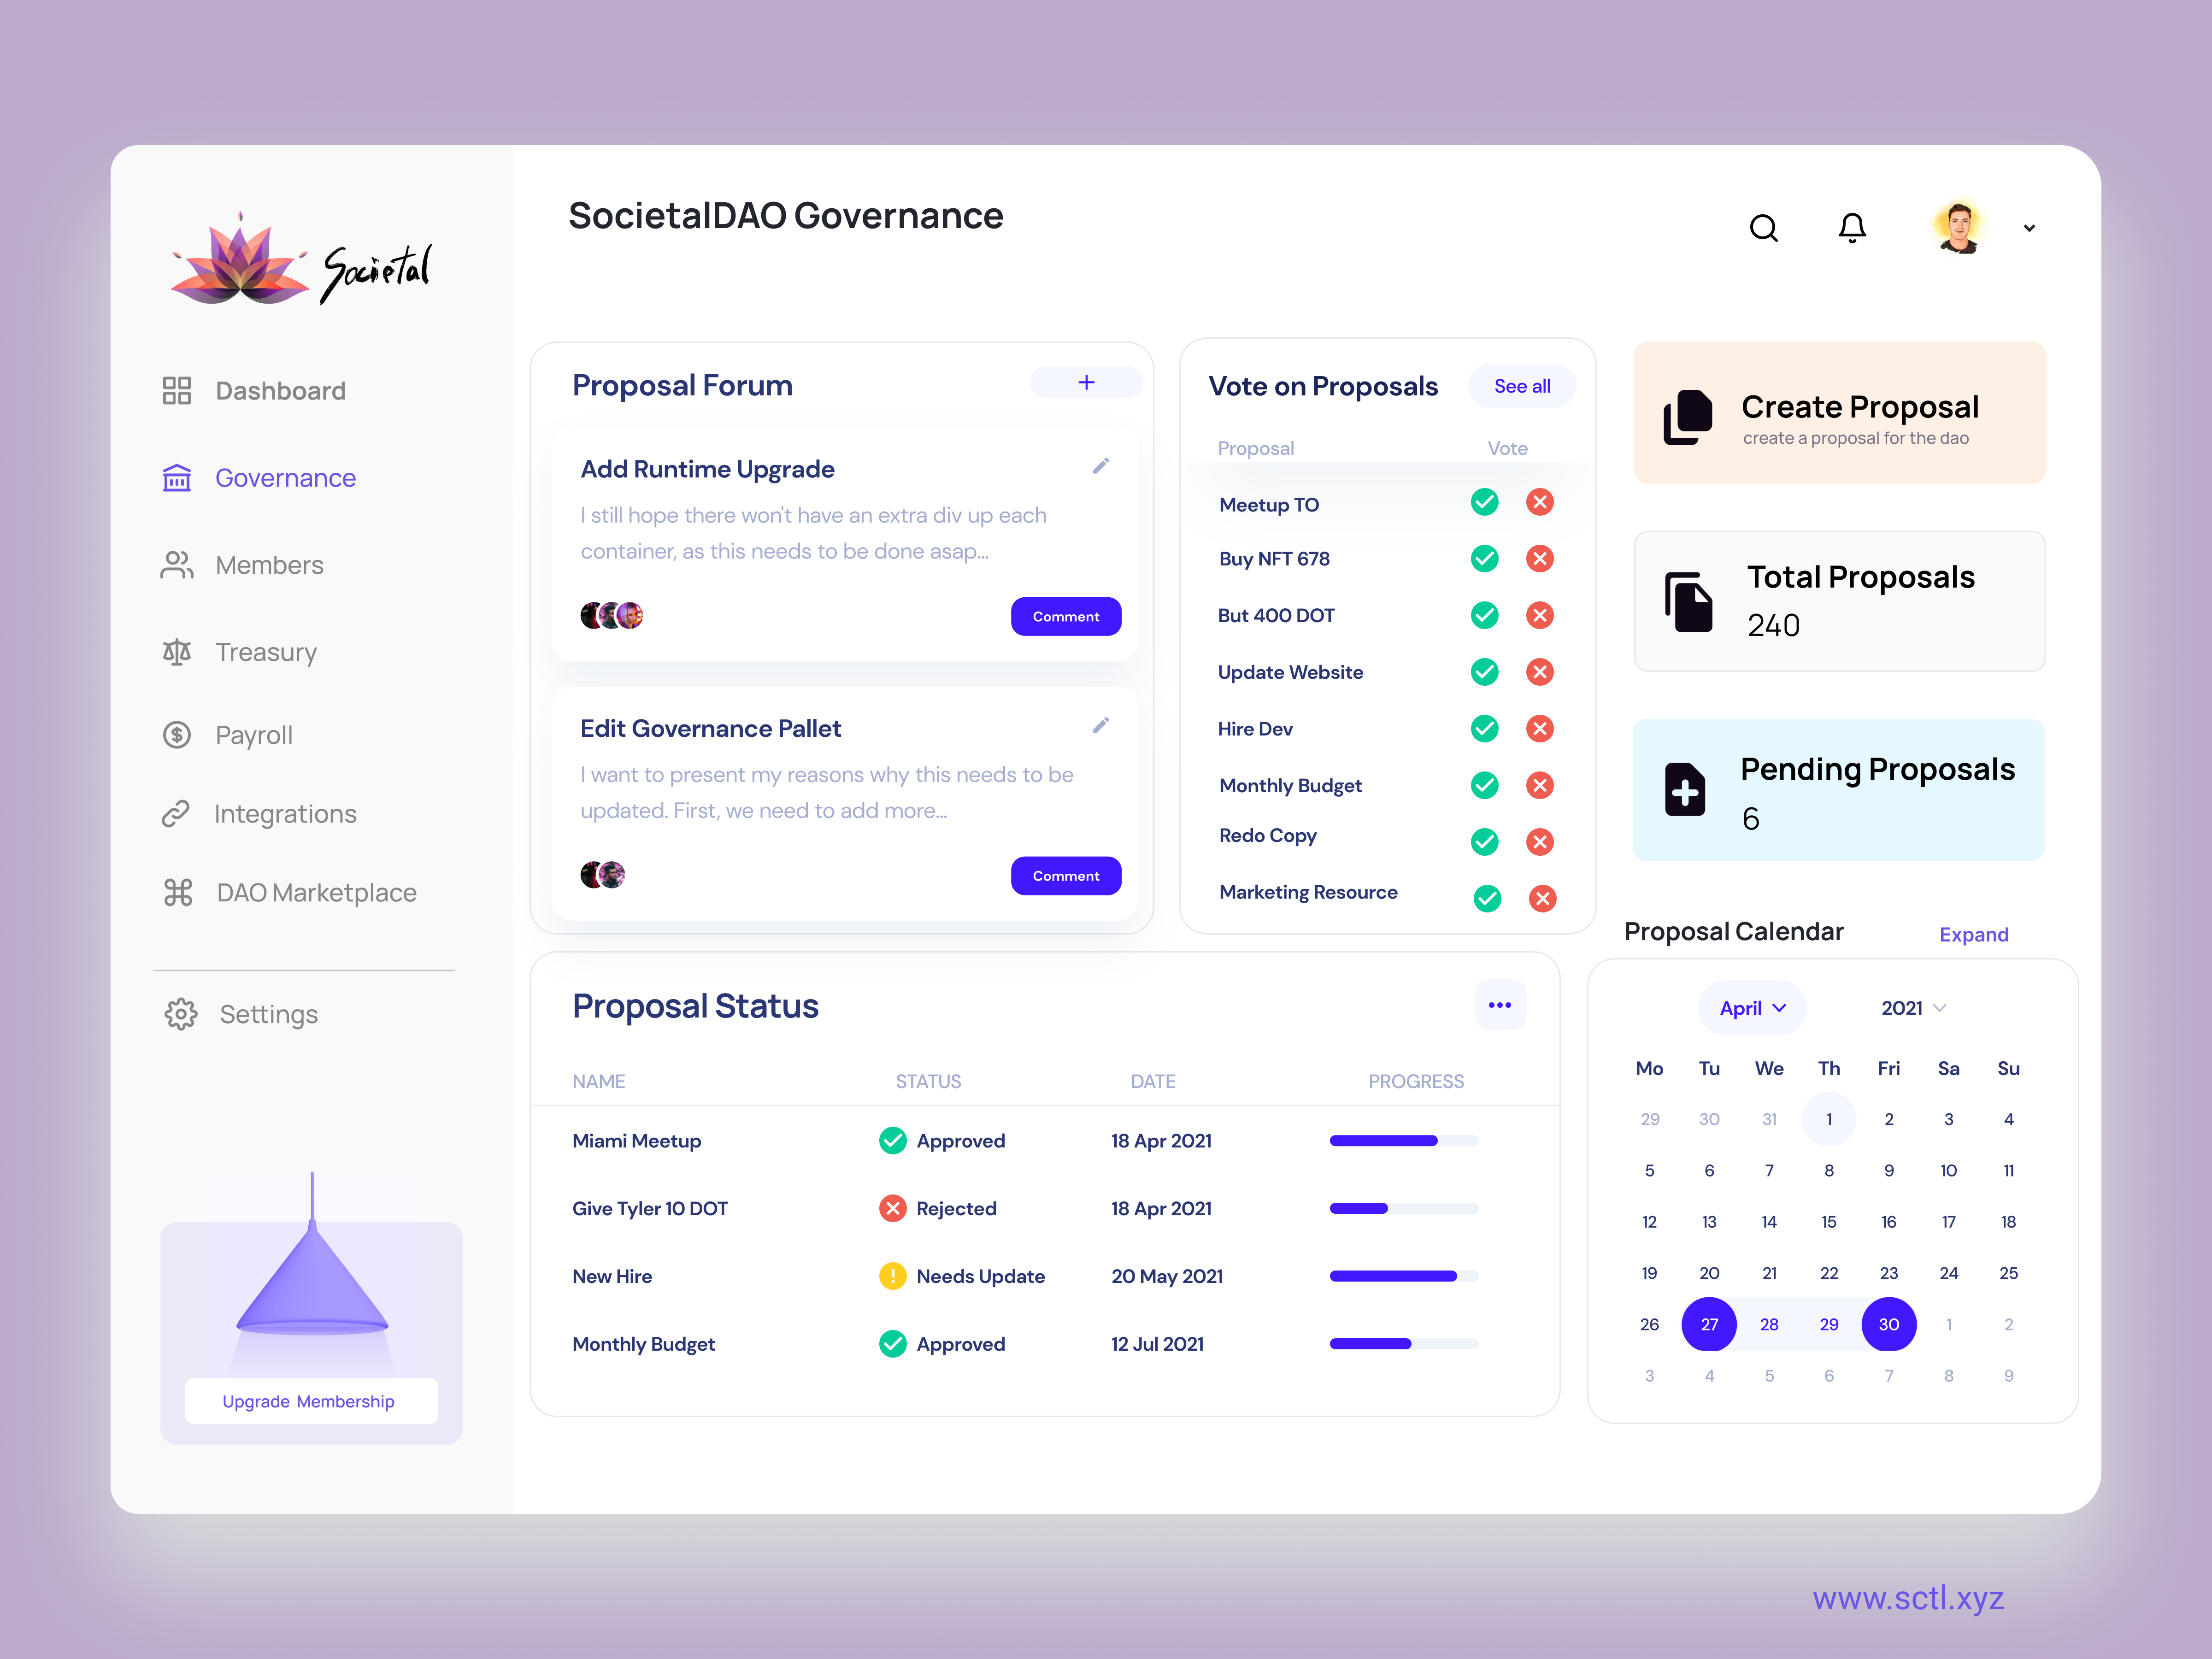 Societal
SocietalDAO Governance
Dashboard
Governance
Members
Treasury
Payroll
Integrations
DAO Marketplace
Settings
Upgrade Membership
Proposal Forum
+
Add Runtime Upgrade
I still hope there won't have an extra div up each
container, as this needs to be done asap...
Comment
Edit Governance Pallet
I want to present my reasons why this needs to be
updated. First, we need to add more...
Comment
Vote on Proposals
See all
Proposal Vote
Meetup TO
Buy NFT 678
But 400 DOT
Update Website
Hire Dev
Monthly Budget
Redo Copy
Marketing Resource
Create Proposal
create a proposal for the dao
Total Proposals
240
Pending Proposals
6
Proposal Status
NAME STATUS DATE PROGRESS
Miami Meetup Approved 18 Apr 2021
Give Tyler 10 DOT Rejected 18 Apr 2021
New Hire Needs Update 20 May 2021
Monthly Budget Approved 12 Jul 2021
Proposal Calendar Expand
April 2021
Mo Tu We Th Fri Sa Su
29 30 31 1 2 3 4
5 6 7 8 9 10 11
12 13 14 15 16 17 18
19 20 21 22 23 24 25
26 27 28 29 30 1 2
3 4 5 6 7 8 9
www.sctl.xyz